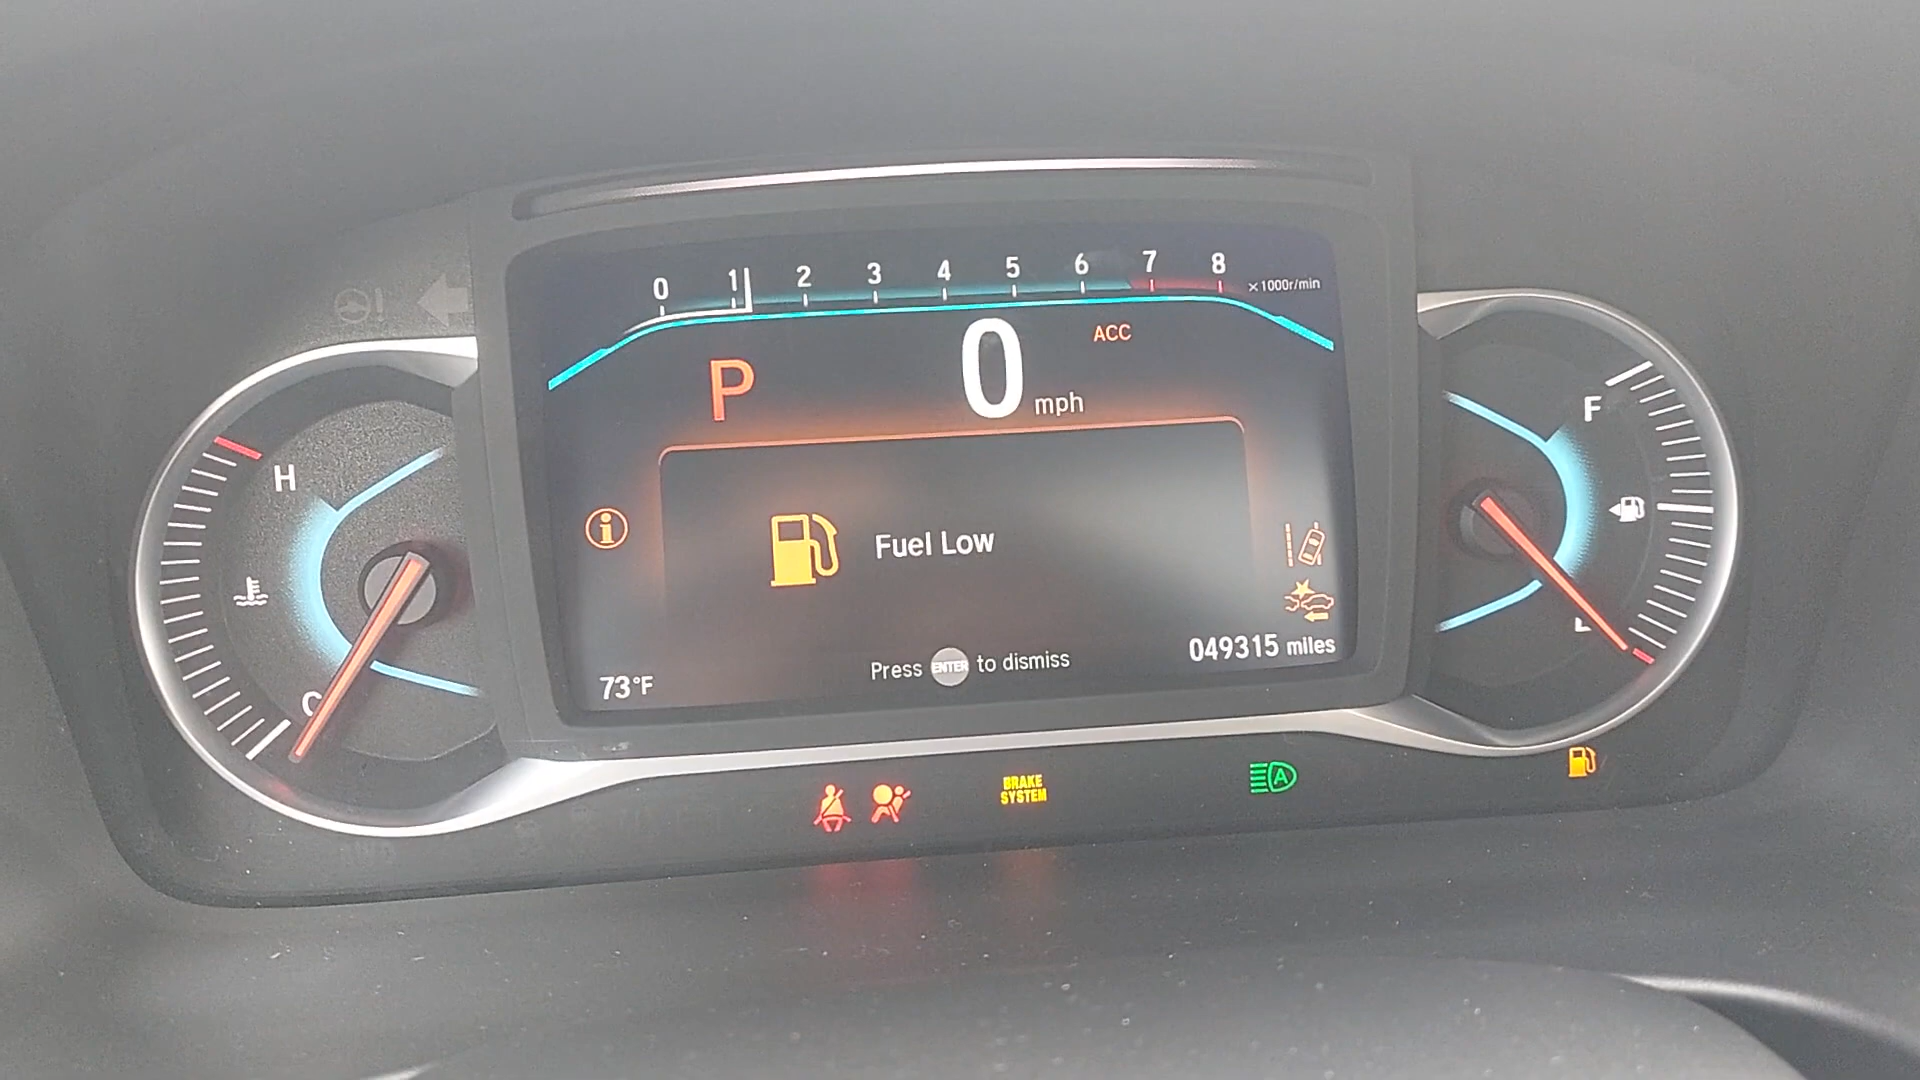 0 1 2 3 4 5 6 7 8 ×1000r/min
P 0 mph ACC
H
C
F
Fuel Low
Press ENTER to dismiss
73°F
049315 miles
BRAKE
SYSTEM
A